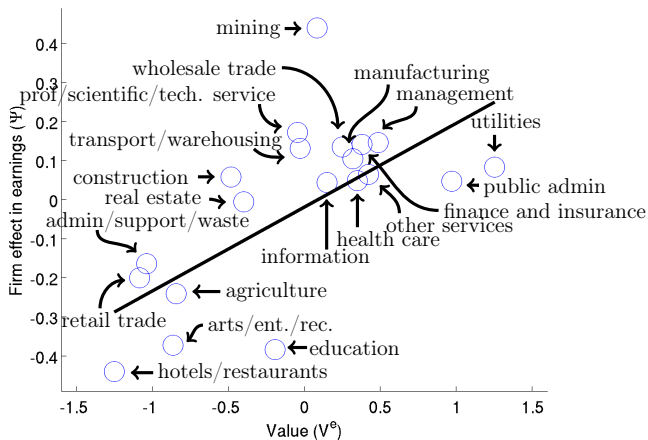 mining
0.4
wholesale trade
manufacturing
0.3
prof/scientific/tech. service
management
0.2
utilities
transport/warehousing
0.1
construction
public admin
real estate
0
finance and insurance
admin/support/waste
other services
-0.1
health care
information
-0.2
agriculture
-0.3
retail trade
arts/ent./rec.
education
-0.4
hotels/restaurants
Firm effect in earnings (Ψ)
-1.5 -1 -0.5 0 0.5 1 1.5
Value (Vᵉ)